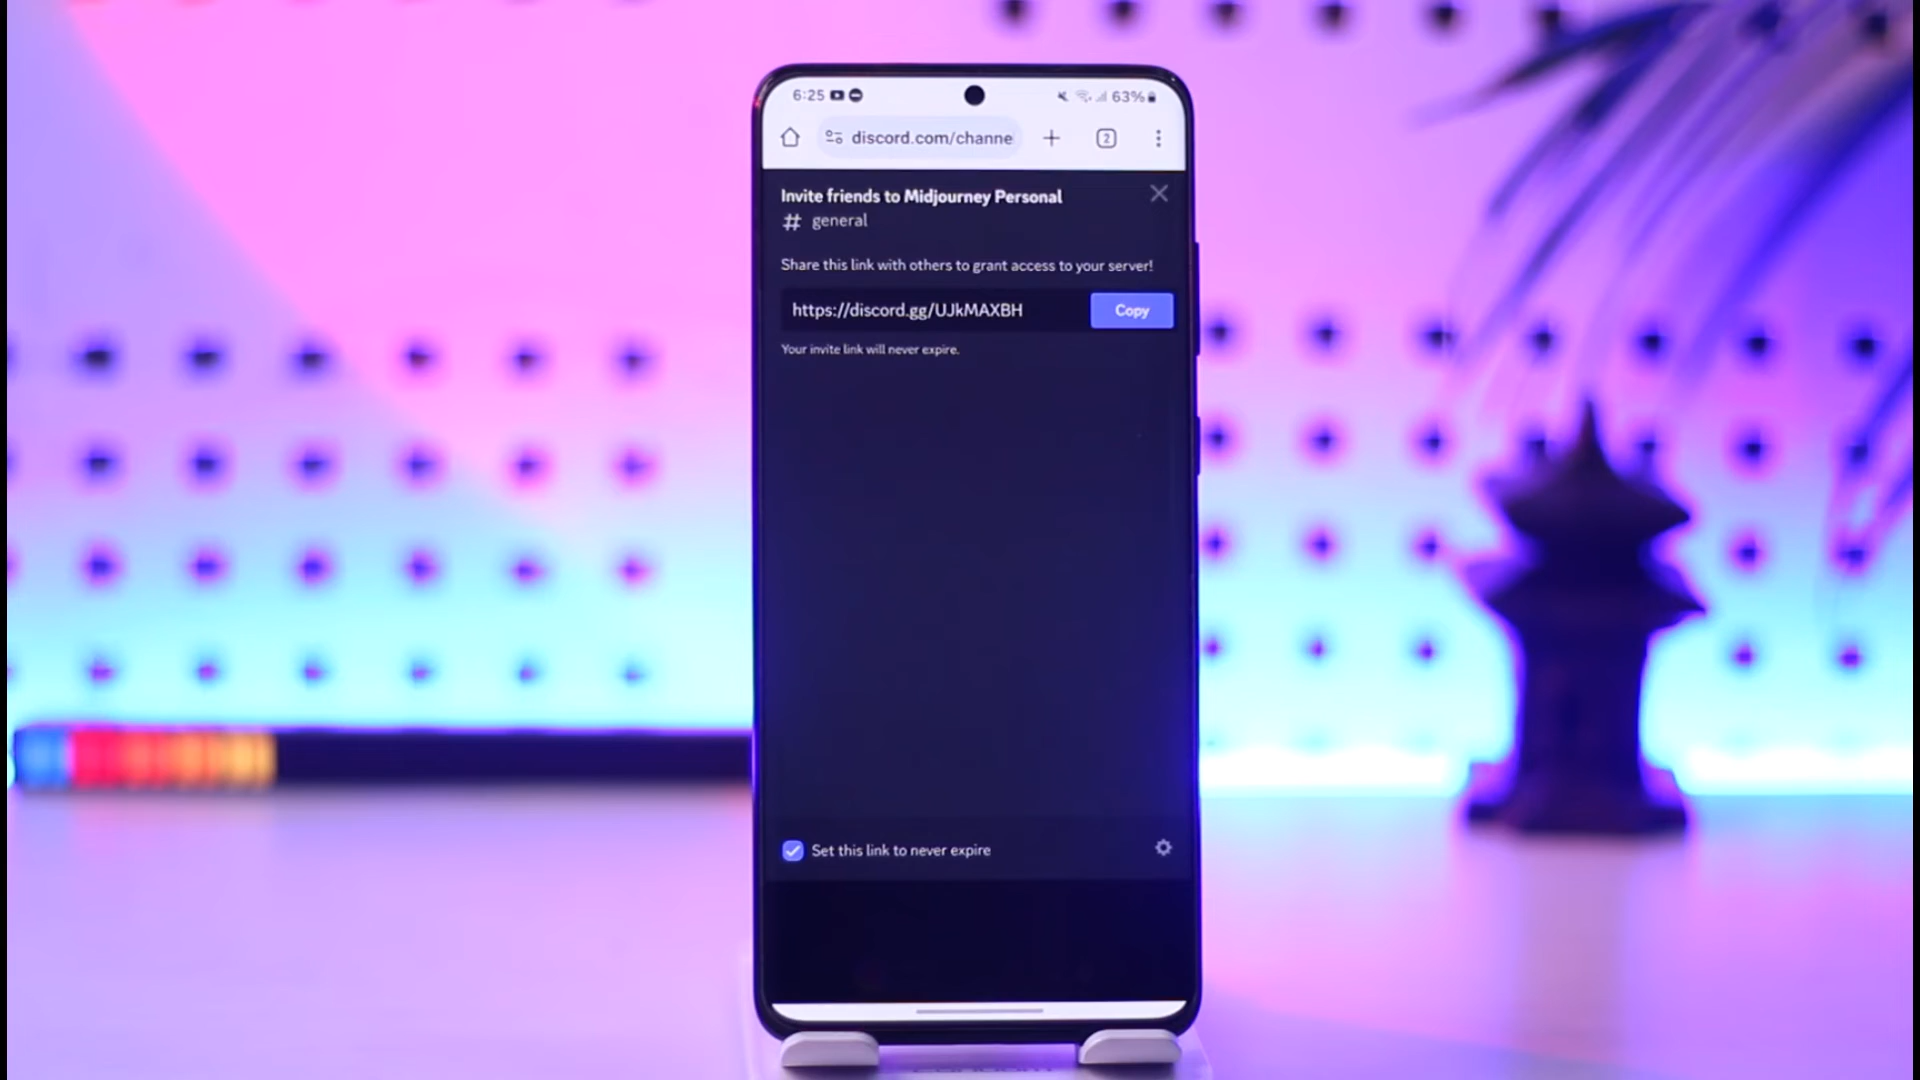 6:25 63%
discord.com/channe 2
Invite friends to Midjourney Personal
# general
Share this link with others to grant access to your server!
https://discord.gg/UJkMAXBH Copy
Your invite link will never expire.
Set this link to never expire